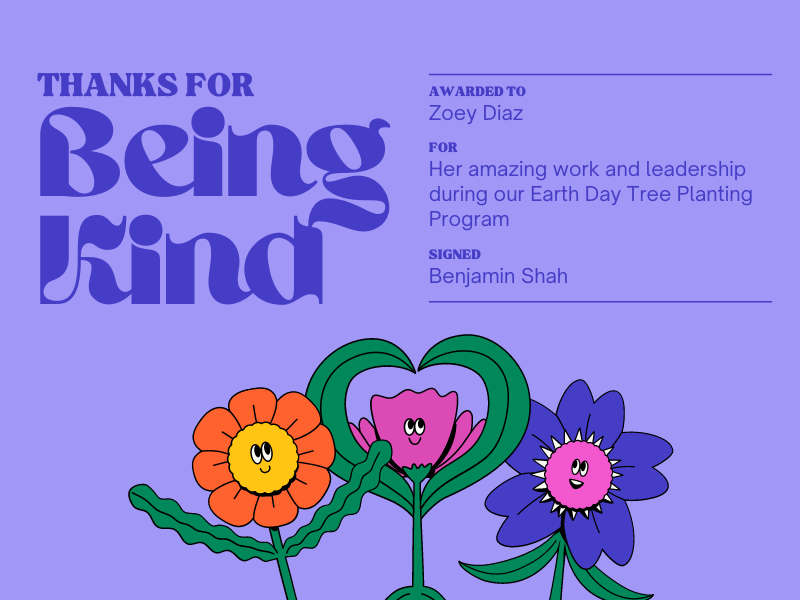 THANKS FOR
Being
Kind
AWARDED TO
Zoey Diaz
FOR
Her amazing work and leadership
during our Earth Day Tree Planting
Program
SIGNED
Benjamin Shah